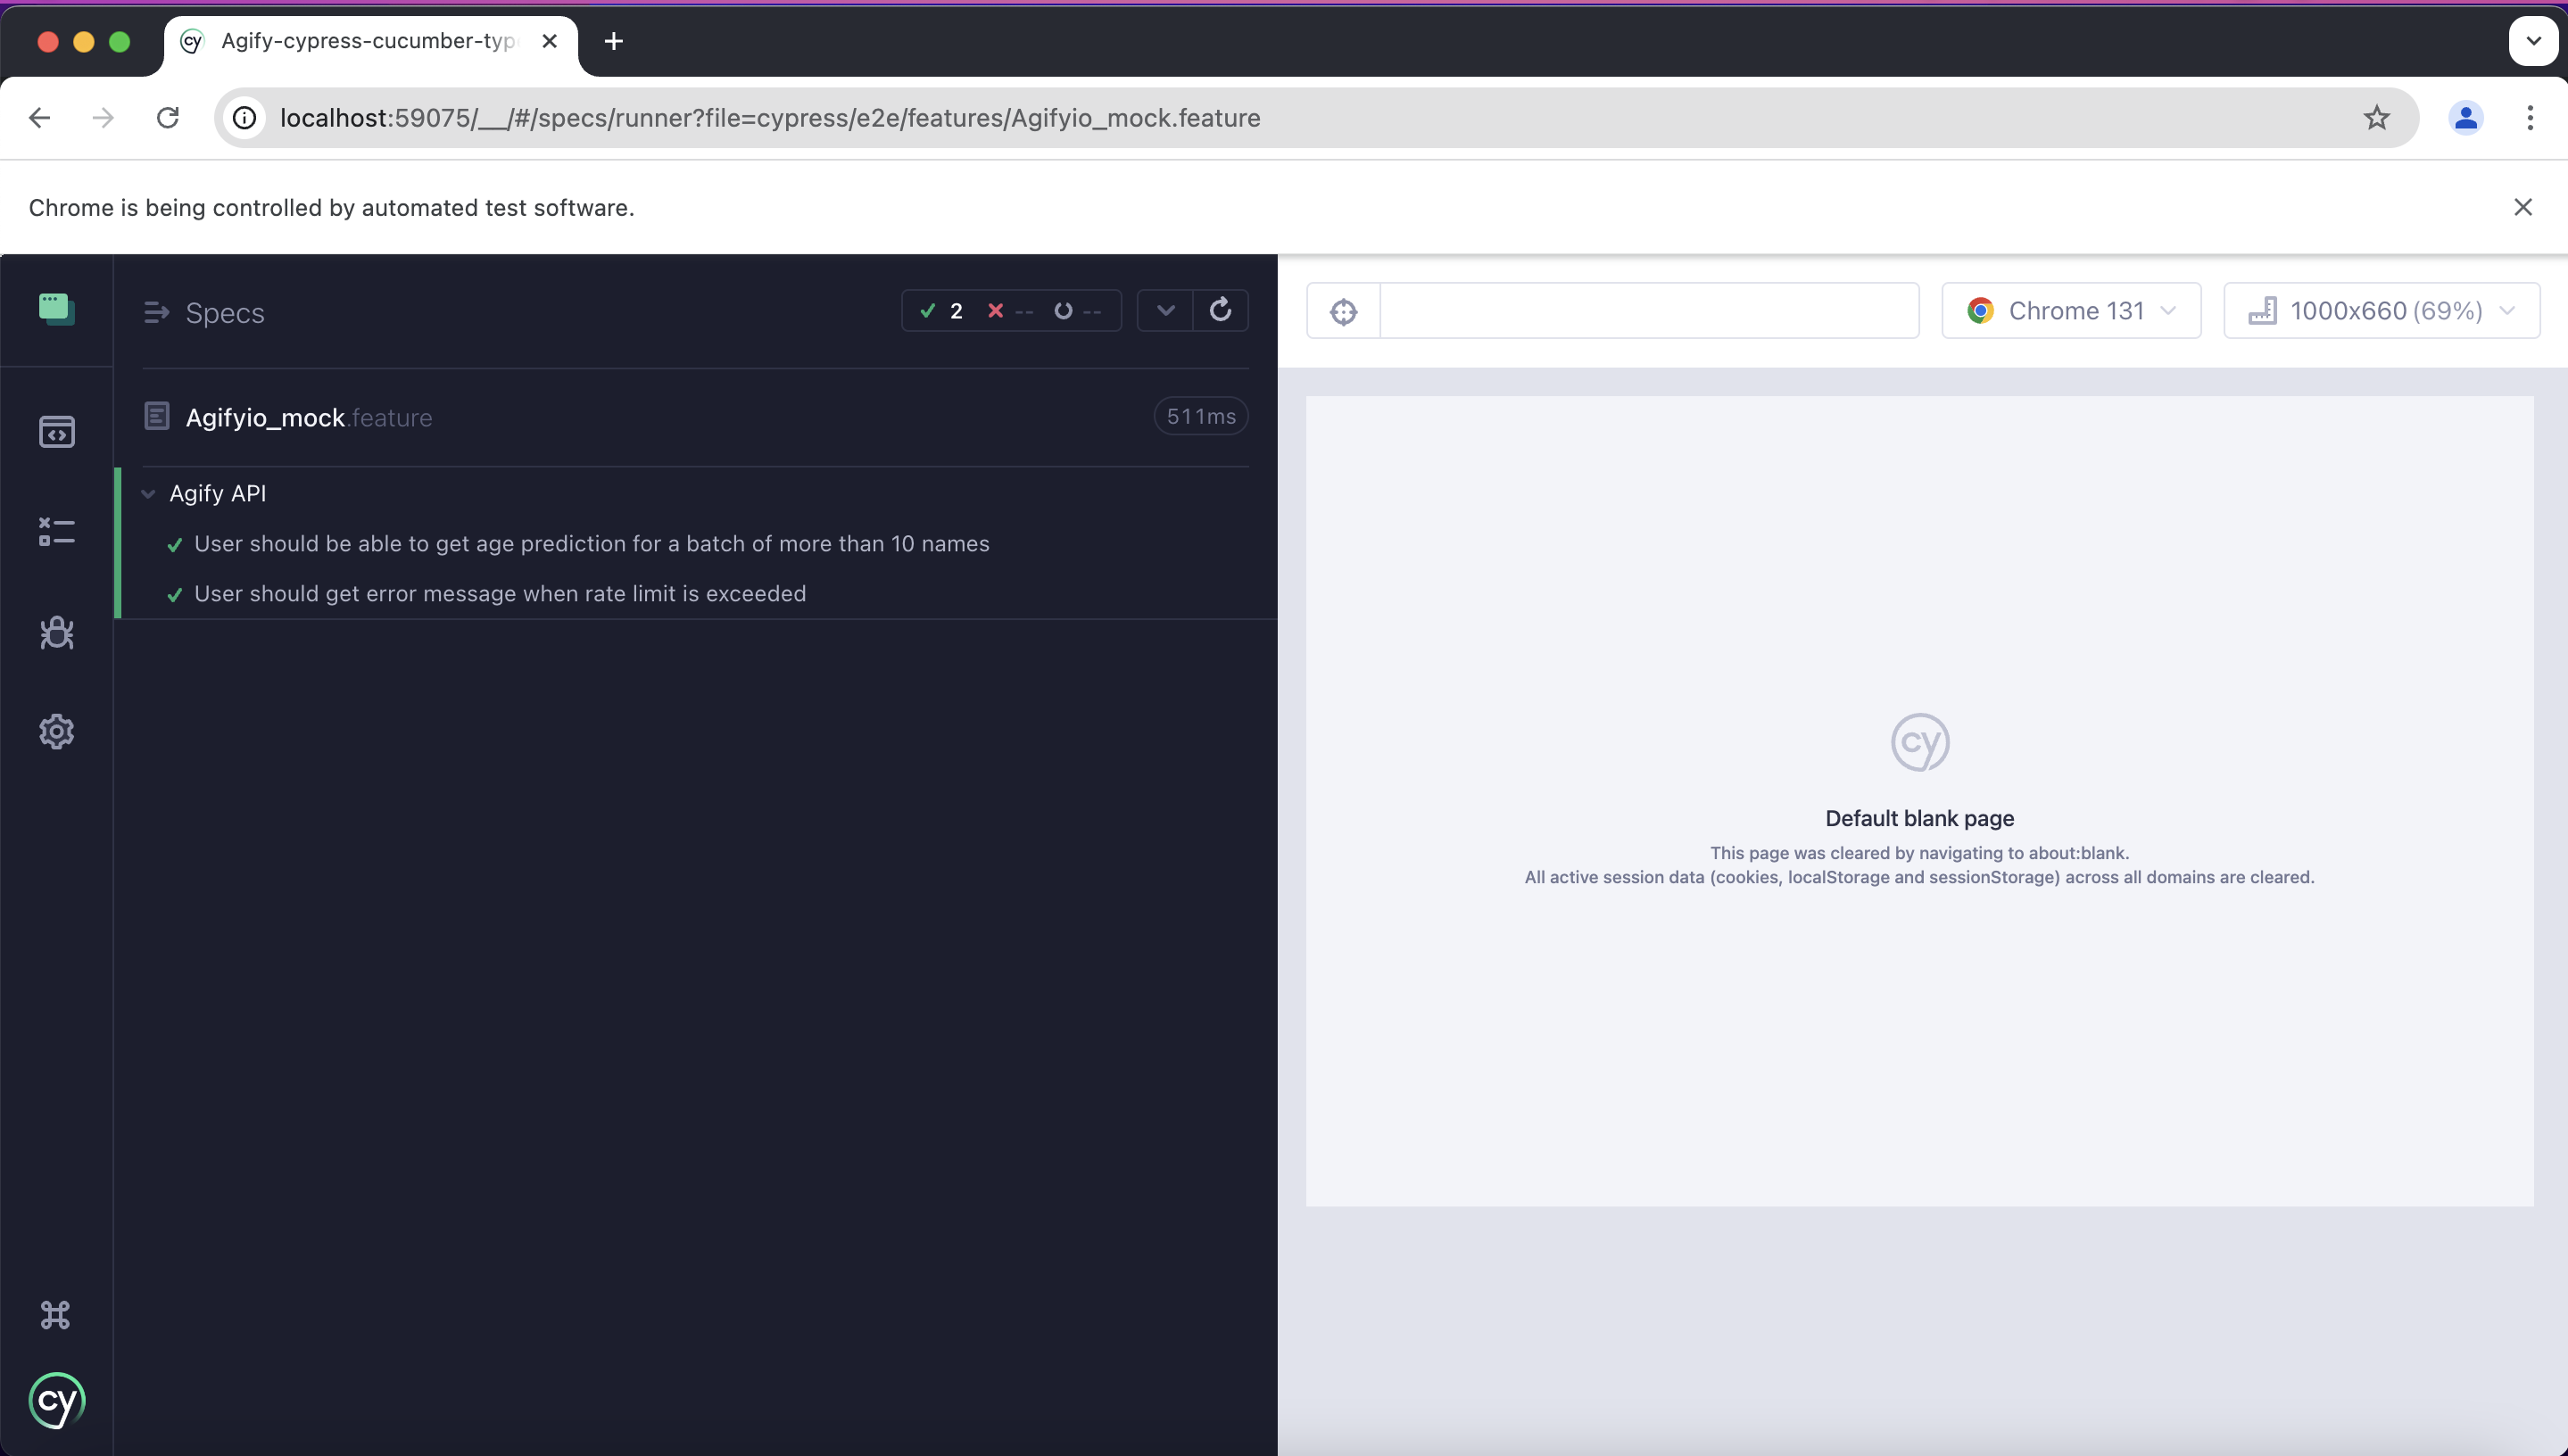 cy Agify-cypress-cucumber-typ
localhost:59075/__/#/specs/runner?file=cypress/e2e/features/Agifyio_mock.feature
Chrome is being controlled by automated test software.
Specs
2 -- --
Chrome 131
1000x660 (69%)
Agifyio_mock.feature
511ms
Agify API
User should be able to get age prediction for a batch of more than 10 names
User should get error message when rate limit is exceeded
cy
Default blank page
This page was cleared by navigating to about:blank.
All active session data (cookies, localStorage and sessionStorage) across all domains are cleared.
cy